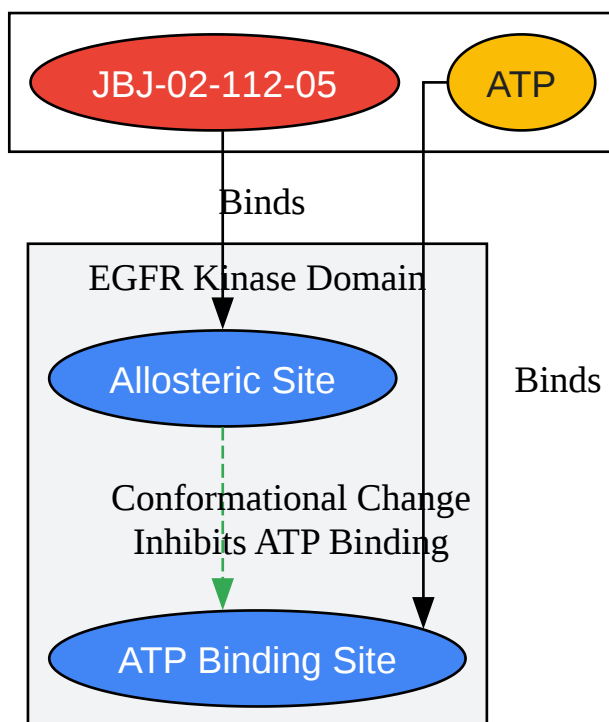 JBJ-02-112-05
ATP
Binds
EGFR Kinase Domain
Allosteric Site
Binds
Conformational Change
Inhibits ATP Binding
ATP Binding Site